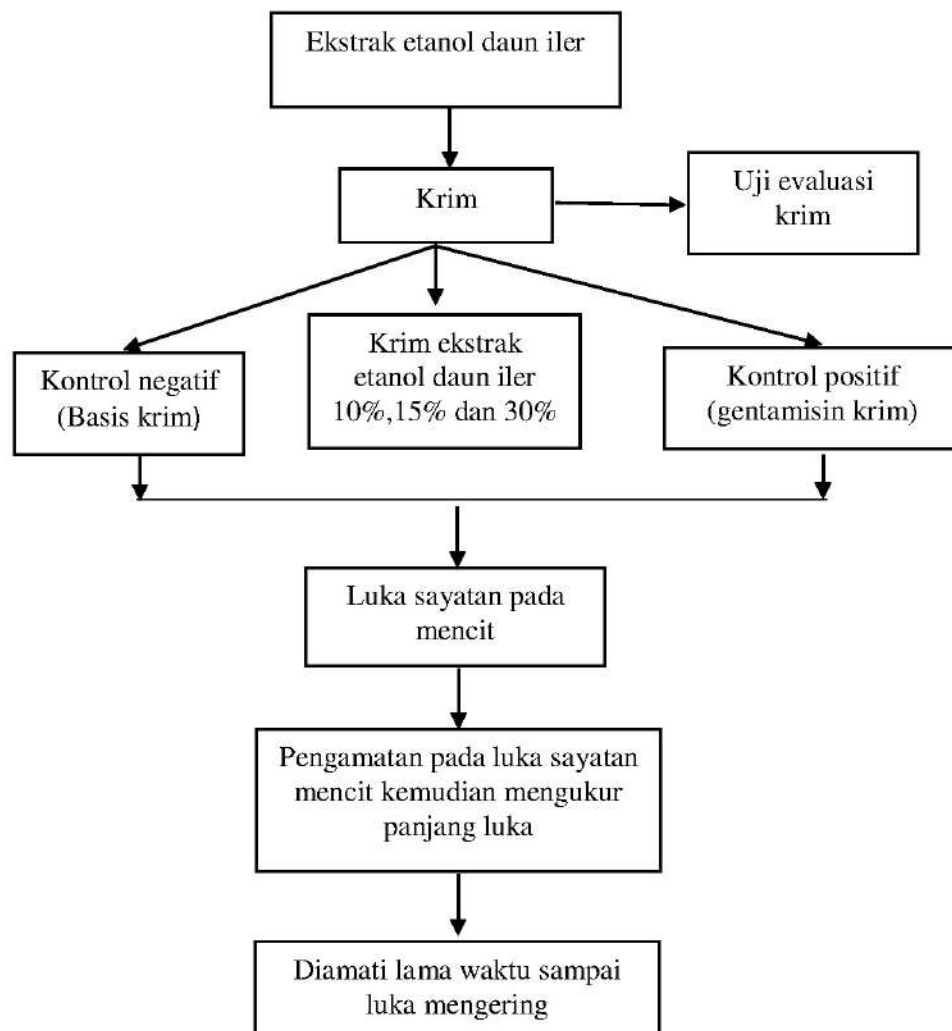 Ekstrak etanol daun iler
Krim
Uji evaluasi
krim
Kontrol negatif
(Basis krim)
Krim ekstrak
etanol daun iler
10%,15% dan 30%
Kontrol positif
(gentamisin krim)
Luka sayatan pada
mencit
Pengamatan pada luka sayatan
mencit kemudian mengukur
panjang luka
Diamati lama waktu sampai
luka mengering